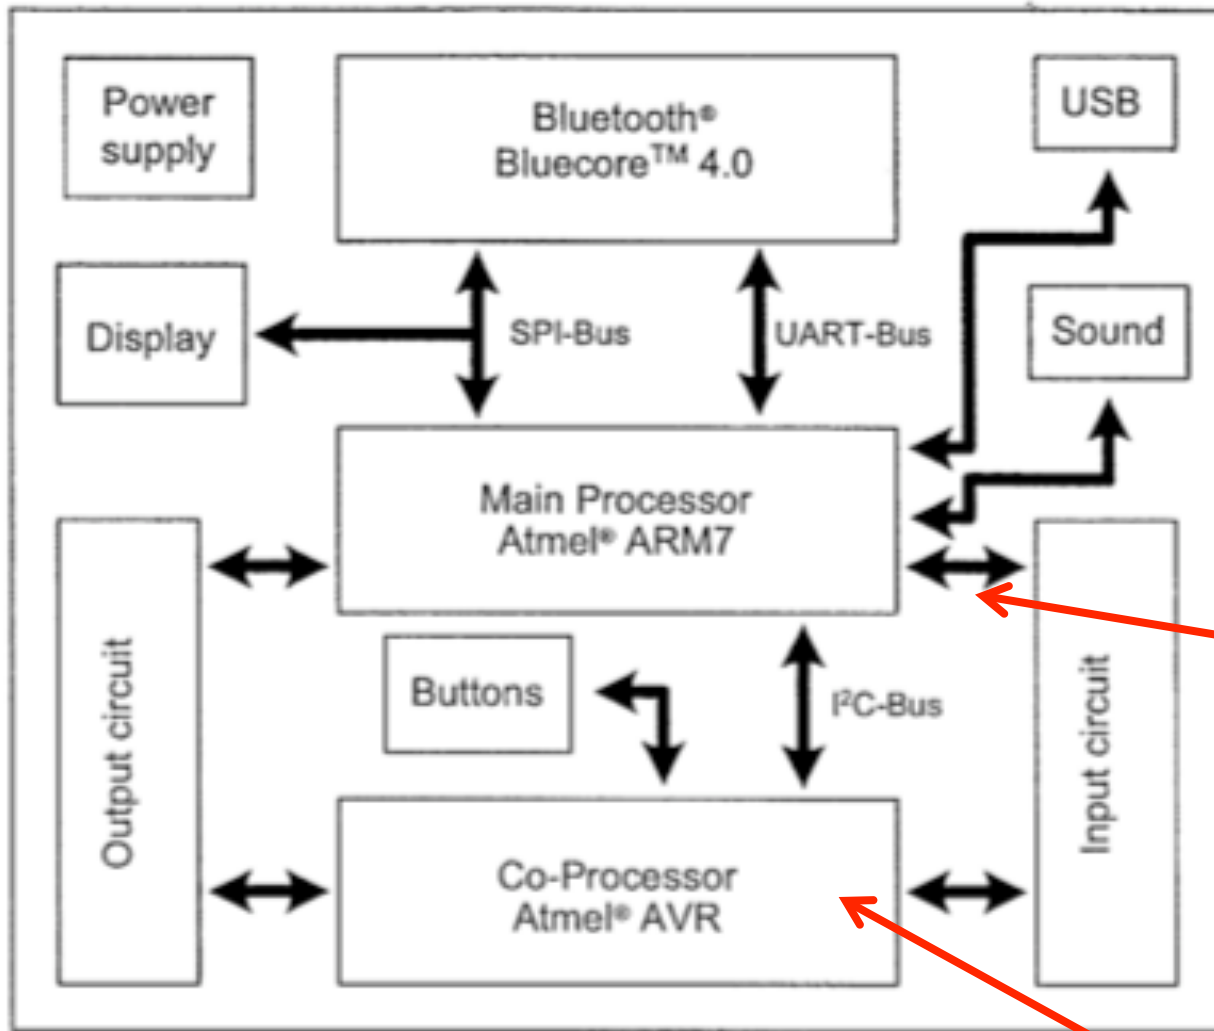 Power
supply
Bluetooth®
Bluecore™ 4.0
USB
Display
SPI-Bus
UART-Bus
Sound
Main Processor
Atmel® ARM7
Output circuit
Buttons
I²C-Bus
Input circuit
Co-Processor
Atmel® AVR